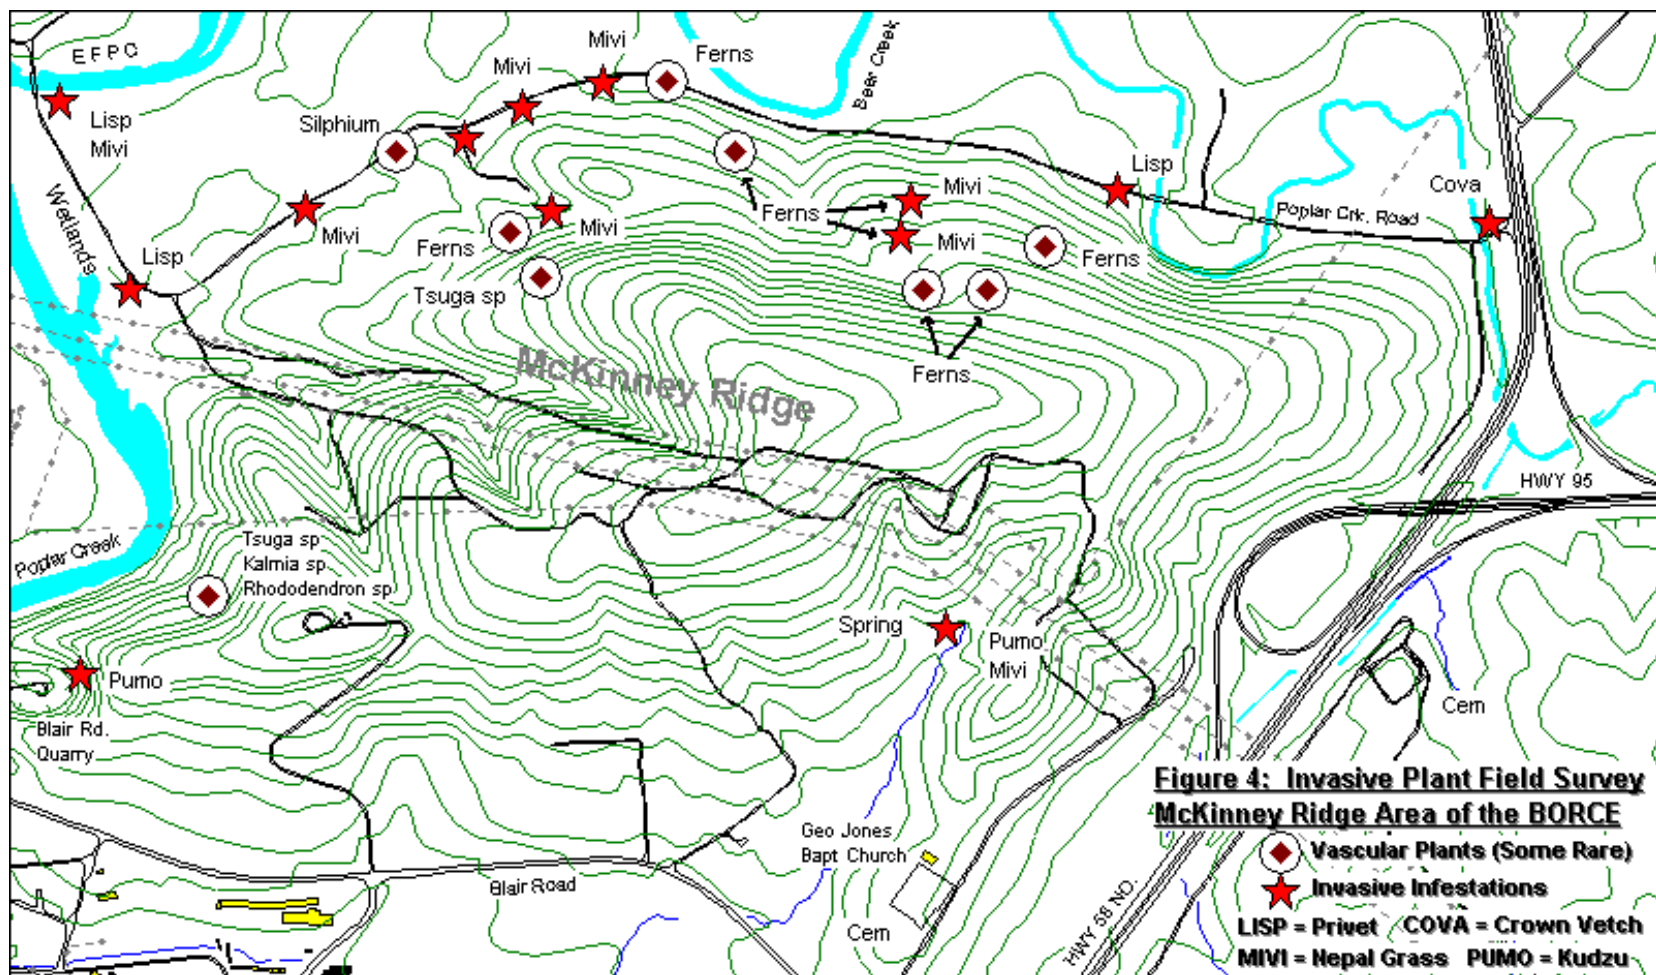 EFPC
Mivi
Mivi
Ferns
Beer Creek
Lisp
Mivi
Silphium
Wetlands
Lisp
Mivi
Ferns
Mivi
Tsuga sp
Ferns
Mivi
Mivi
Ferns
Ferns
Lisp
Poplar Crk. Road
Cova
McKinney Ridge
HWY 95
Poplar Creek
Tsuga sp
Kalmia sp
Rhododendron sp
Spring
Pumo
Mivi
Pumo
Blair Rd.
Quarry
Cem
Geo Jones
Bapt Church
Blair Road
Cem
HWY 58 NO.
Figure 4: Invasive Plant Field Survey
McKinney Ridge Area of the BORCE
Vascular Plants (Some Rare)
Invasive Infestations
LISP = Privet COVA = Crown Vetch
MIVI = Nepal Grass PUMO = Kudzu